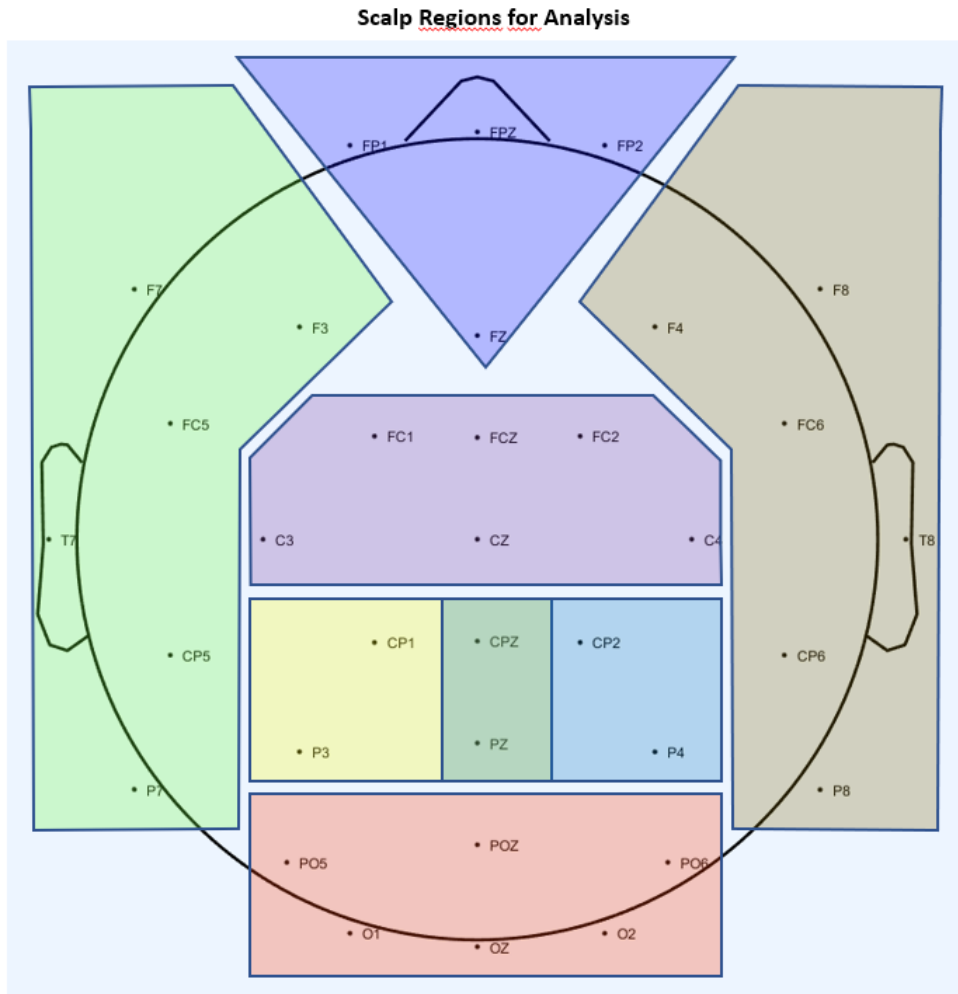 Scalp Regions for Analysis
FPZ
FP1
FP2
F7
F8
F3
F4
FZ
FC5
FC6
FC1
FCZ
FC2
T7
C3
CZ
C4
T8
CP1
CPZ
CP2
CP5
CP6
P3
PZ
P4
P7
P8
POZ
PO5
PO6
O1
O2
OZ